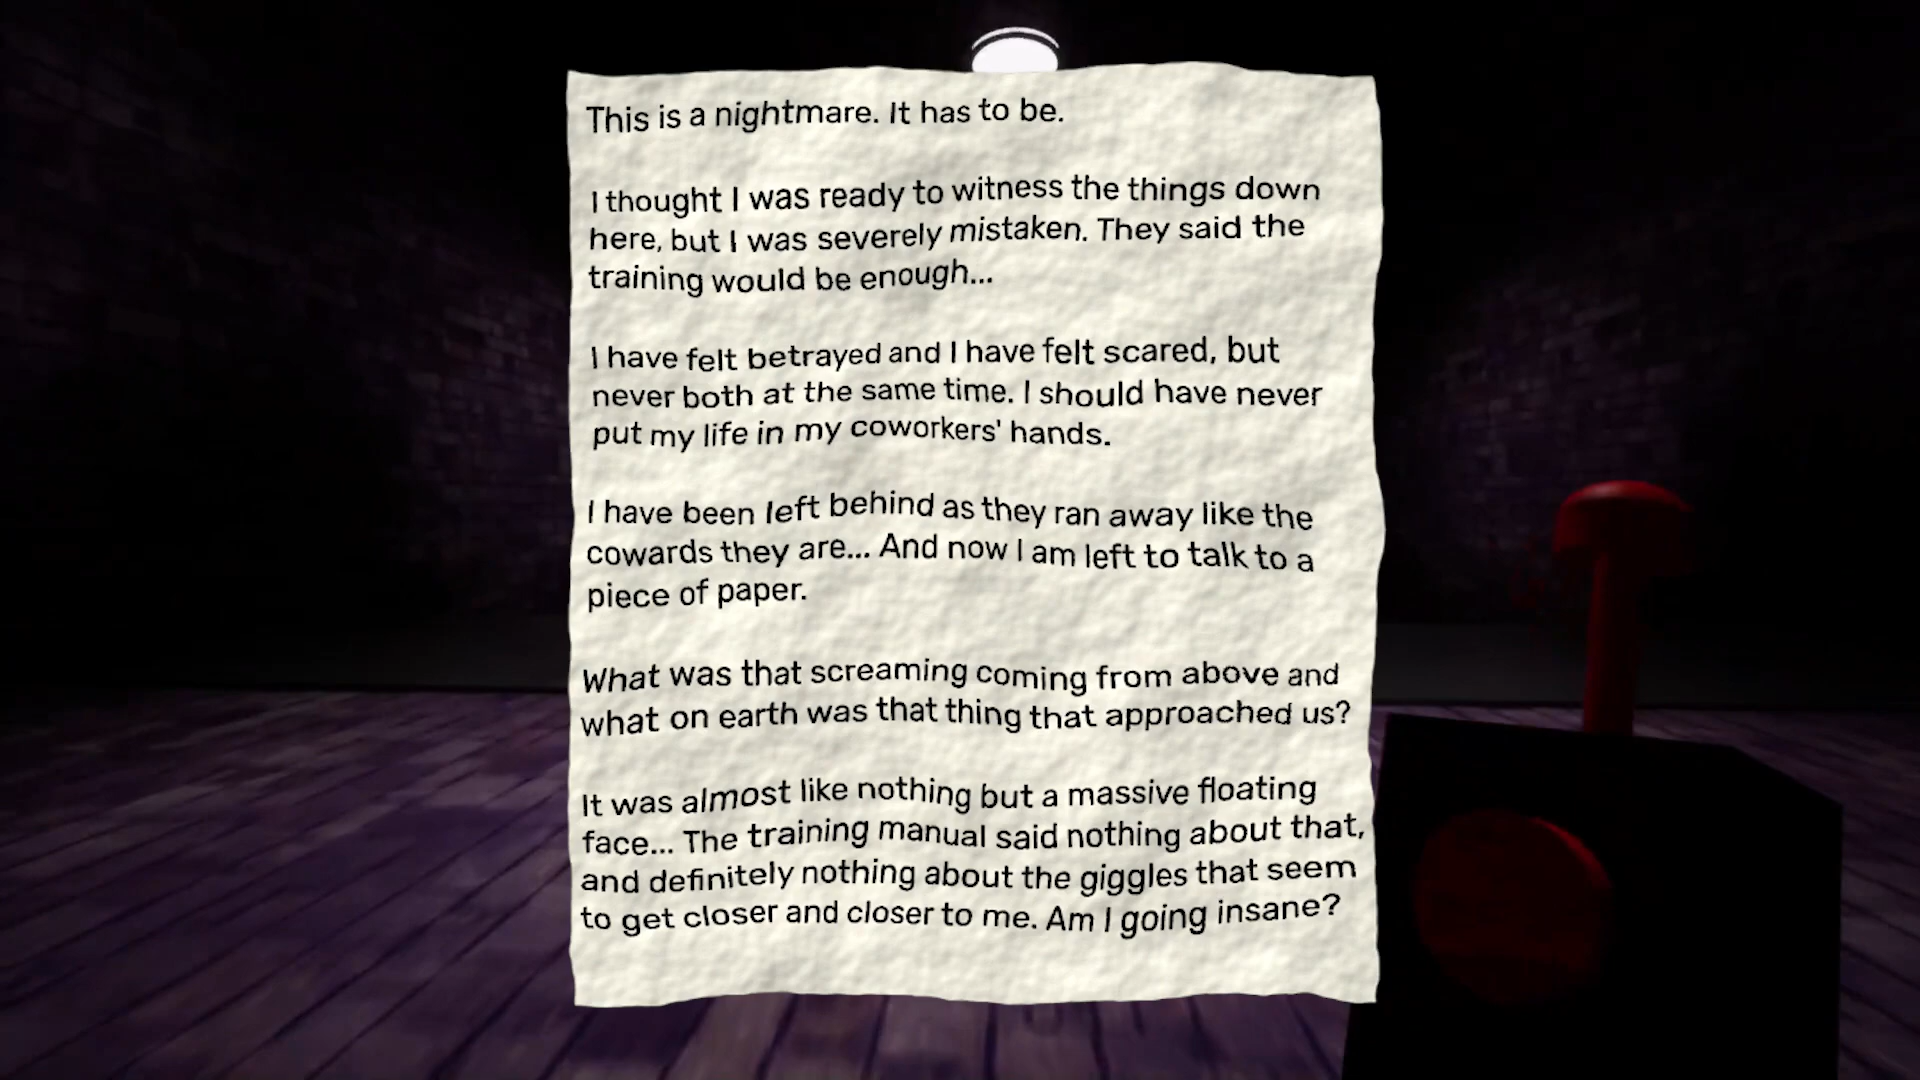 This is a nightmare. It has to be.
I thought I was ready to witness the things down
here, but I was severely mistaken. They said the
training would be enough...
I have felt betrayed and I have felt scared, but
never both at the same time. I should have never
put my life in my coworkers' hands.
I have been left behind as they ran away like the
cowards they are... And now I am left to talk to a
piece of paper.
What was that screaming coming from above and
what on earth was that thing that approached us?
It was almost like nothing but a massive floating
face... The training manual said nothing about that,
and definitely nothing about the giggles that seem
to get closer and closer to me. Am I going insane?